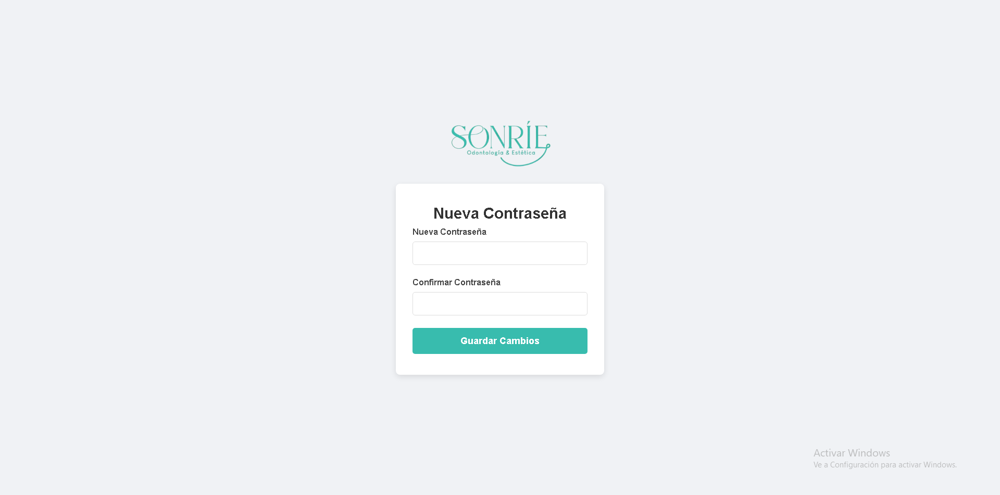 SONRÍE
Odontología & Estética
Nueva Contraseña
Nueva Contraseña
Confirmar Contraseña
Guardar Cambios
Activar Windows
Ve a Configuración para activar Windows.